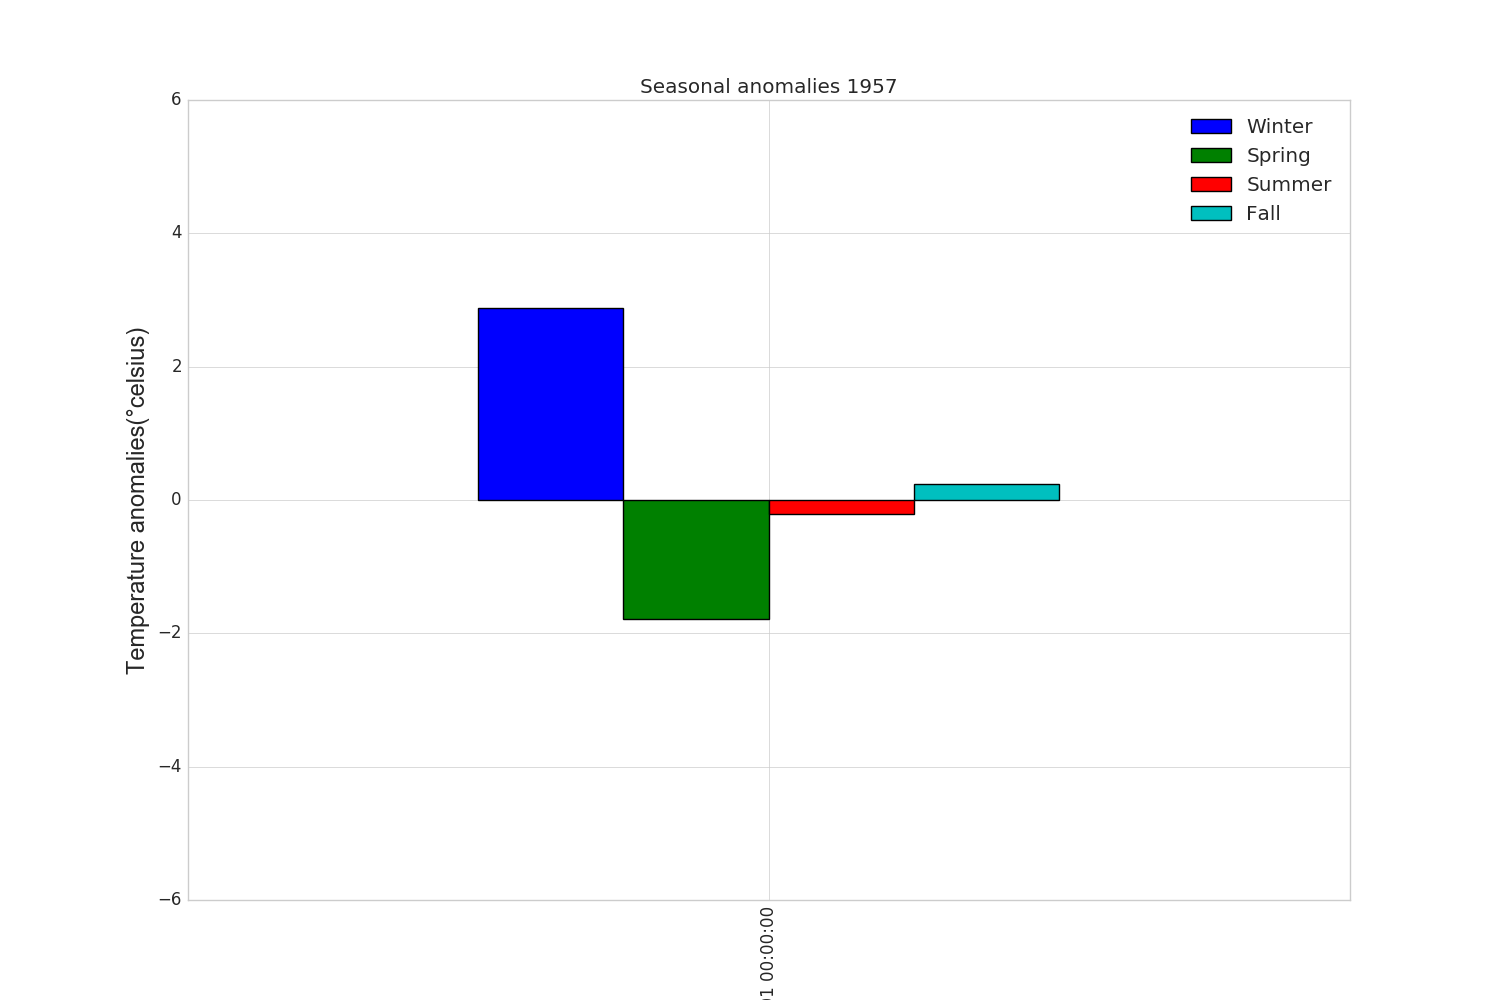 Seasonal anomalies 1957
Winter
Spring
Summer
Fall
Temperature anomalies(°celsius)
6
4
2
0
−2
−4
−6
01 00:00:00